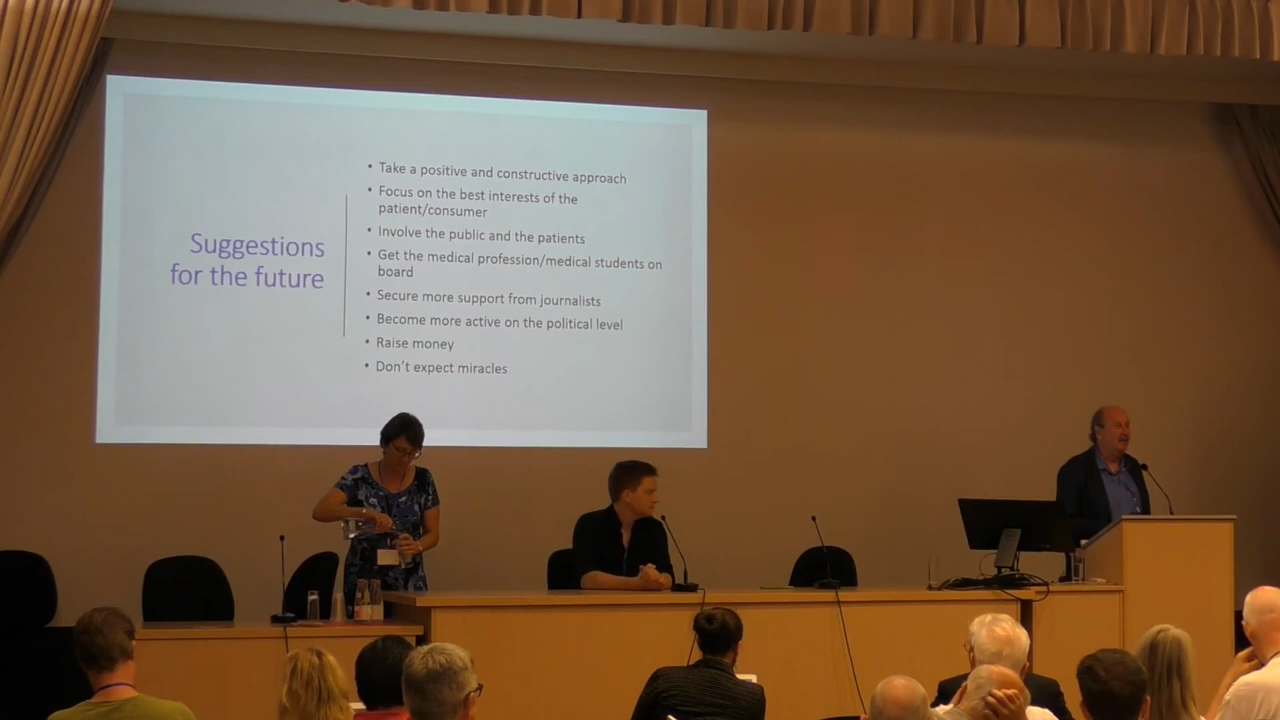 Suggestions
for the future
• Take a positive and constructive approach
• Focus on the best interests of the
patient/consumer
• Involve the public and the patients
• Get the medical profession/medical students on
board
• Secure more support from journalists
• Become more active on the political level
• Raise money
• Don't expect miracles